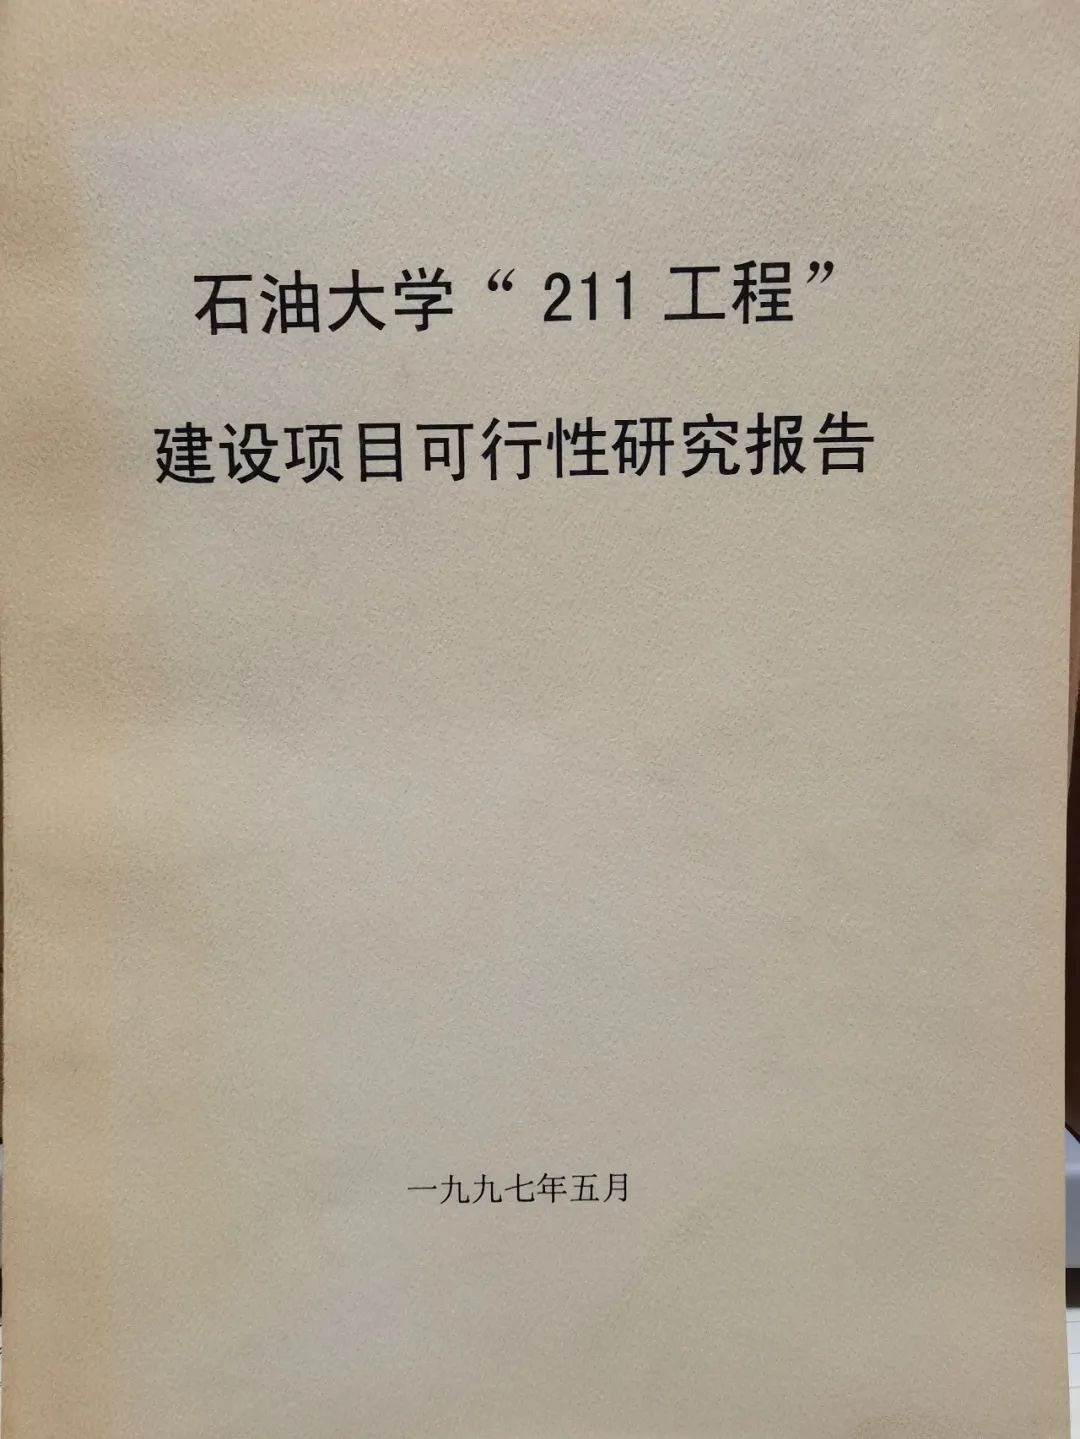 石油大学“211工程”
建设项目可行性研究报告
一九九七年五月